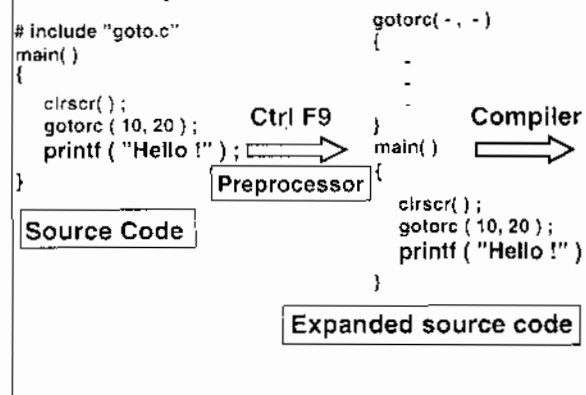 # include "goto.c"
main( )
{
clrscr( ) ;
gotorc ( 10, 20 ) ;
printf ( "Hello !" ) ;
}
Source Code
Ctrl F9
Preprocessor
gotorc( - , - )
{
-
-
-
}
main( )
{
clrscr( ) ;
gotorc ( 10, 20 ) ;
printf ( "Hello !" )
}
Expanded source code
Compiler